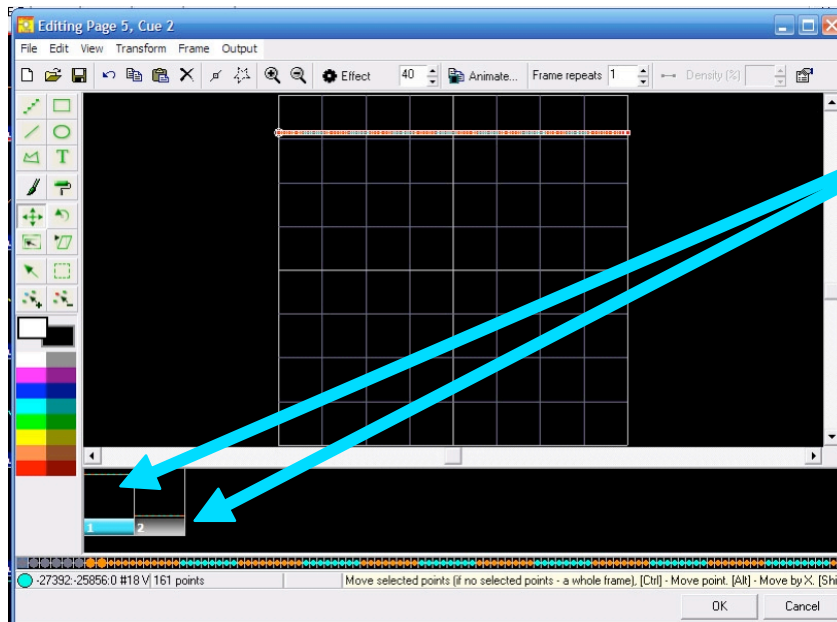 Editing Page 5, Cue 2
File Edit View Transform Frame Output
Effect 40 Animate... Frame repeats 1 Density (%)
T
1 2
-27392:-25856:0 #18 V 161 points Move selected points (if no selected points - a whole frame), [Ctrl] - Move point. [Alt] - Move by X. [Shi
OK Cancel